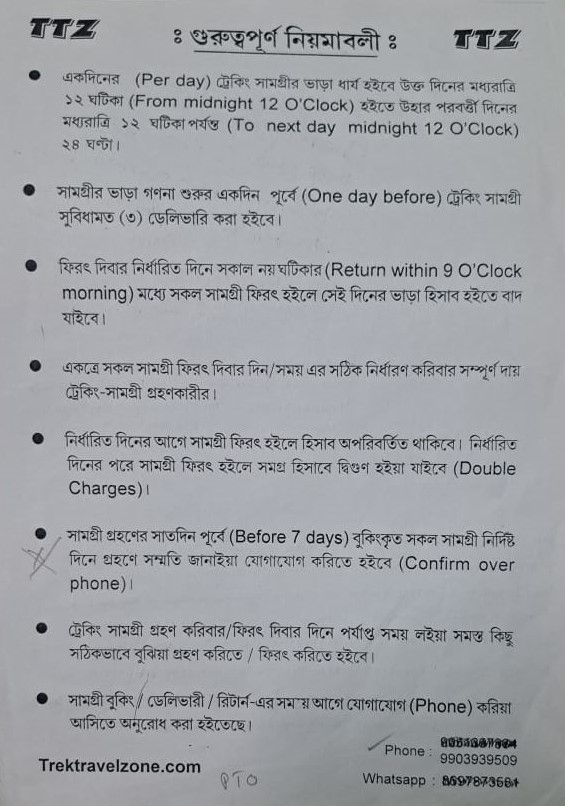 TTZ
: গুরুত্বপূর্ণ নিয়মাবলী :
TTZ
• একদিনের (Per day) ট্রেকিং সামগ্রীর ভাড়া ধার্য হইবে উক্ত দিনের মধ্যরাত্রি
১২ ঘটিকা (From midnight 12 O'Clock) হইতে উহার পরবর্তী দিনের
মধ্যরাত্রি ১২ ঘটিকা পর্যন্ত (To next day midnight 12 O'Clock)
২৪ ঘন্টা।
• সামগ্রীর ভাড়া গণনা শুরুর একদিন পূর্বে (One day before) ট্রেকিং সামগ্রী
সুবিধামত (৩) ডেলিভারি করা হইবে।
• ফিরৎ দিবার নির্ধারিত দিনে সকাল নয় ঘটিকার (Return within 9 O'Clock
morning) মধ্যে সকল সামগ্রী ফিরৎ হইলে সেই দিনের ভাড়া হিসাব হইতে বাদ
যাইবে।
• একত্রে সকল সামগ্রী ফিরৎ দিবার দিন/সময় এর সঠিক নির্ধারণ করিবার সম্পূর্ণ দায়
ট্রেকিং-সামগ্রী গ্রহণকারীর।
• নির্ধারিত দিনের আগে সামগ্রী ফিরৎ হইলে হিসাব অপরিবর্তিত থাকিবে। নির্ধারিত
দিনের পরে সামগ্রী ফিরৎ হইলে সমগ্র হিসাবে দ্বিগুণ হইয়া যাইবে (Double
Charges)।
• সামগ্রী গ্রহণের সাতদিন পূর্বে (Before 7 days) বুকিংকৃত সকল সামগ্রী নির্দিষ্ট
দিনে গ্রহণে সম্মতি জানাইয়া যোগাযোগ করিতে হইবে (Confirm over
phone)।
• ট্রেকিং সামগ্রী গ্রহণ করিবার/ফিরৎ দিবার দিনে পর্যাপ্ত সময় লইয়া সমস্ত কিছু
সঠিকভাবে বুঝিয়া গ্রহণ করিতে / ফিরৎ করিতে হইবে।
• সামগ্রী বুকিং / ডেলিভারী / রিটার্ন-এর সময় আগে যোগাযোগ (Phone) করিয়া
আসিতে অনুরোধ করা হইতেছে।
Phone :
9903939509
Trektravelzone.com
PTO
Whatsapp :